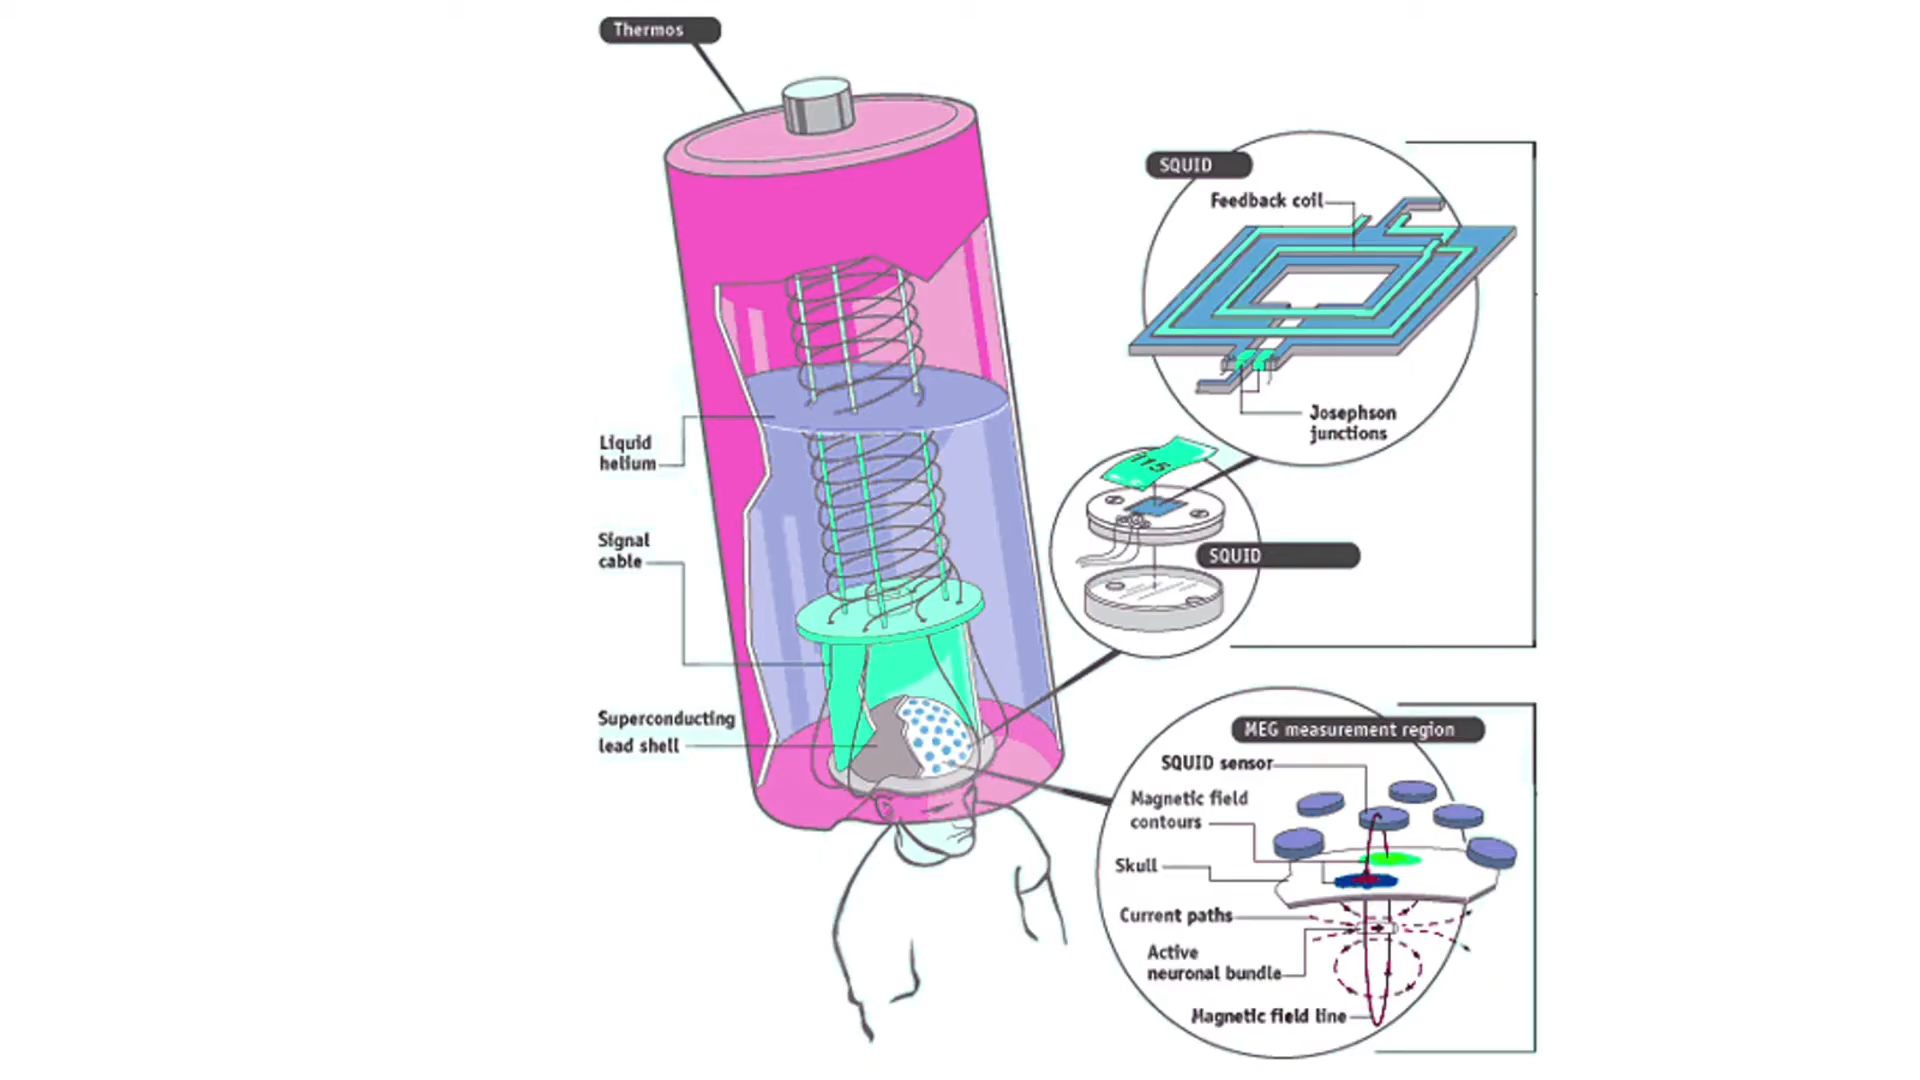 Thermos
SQUID
Feedback coil
Josephson
junctions
Liquid
helium
Signal
cable
SQUID
Superconducting
lead shell
MEG measurement region
SQUID sensor
Magnetic field
contours
Skull
Current paths
Active
neuronal bundle
Magnetic field line